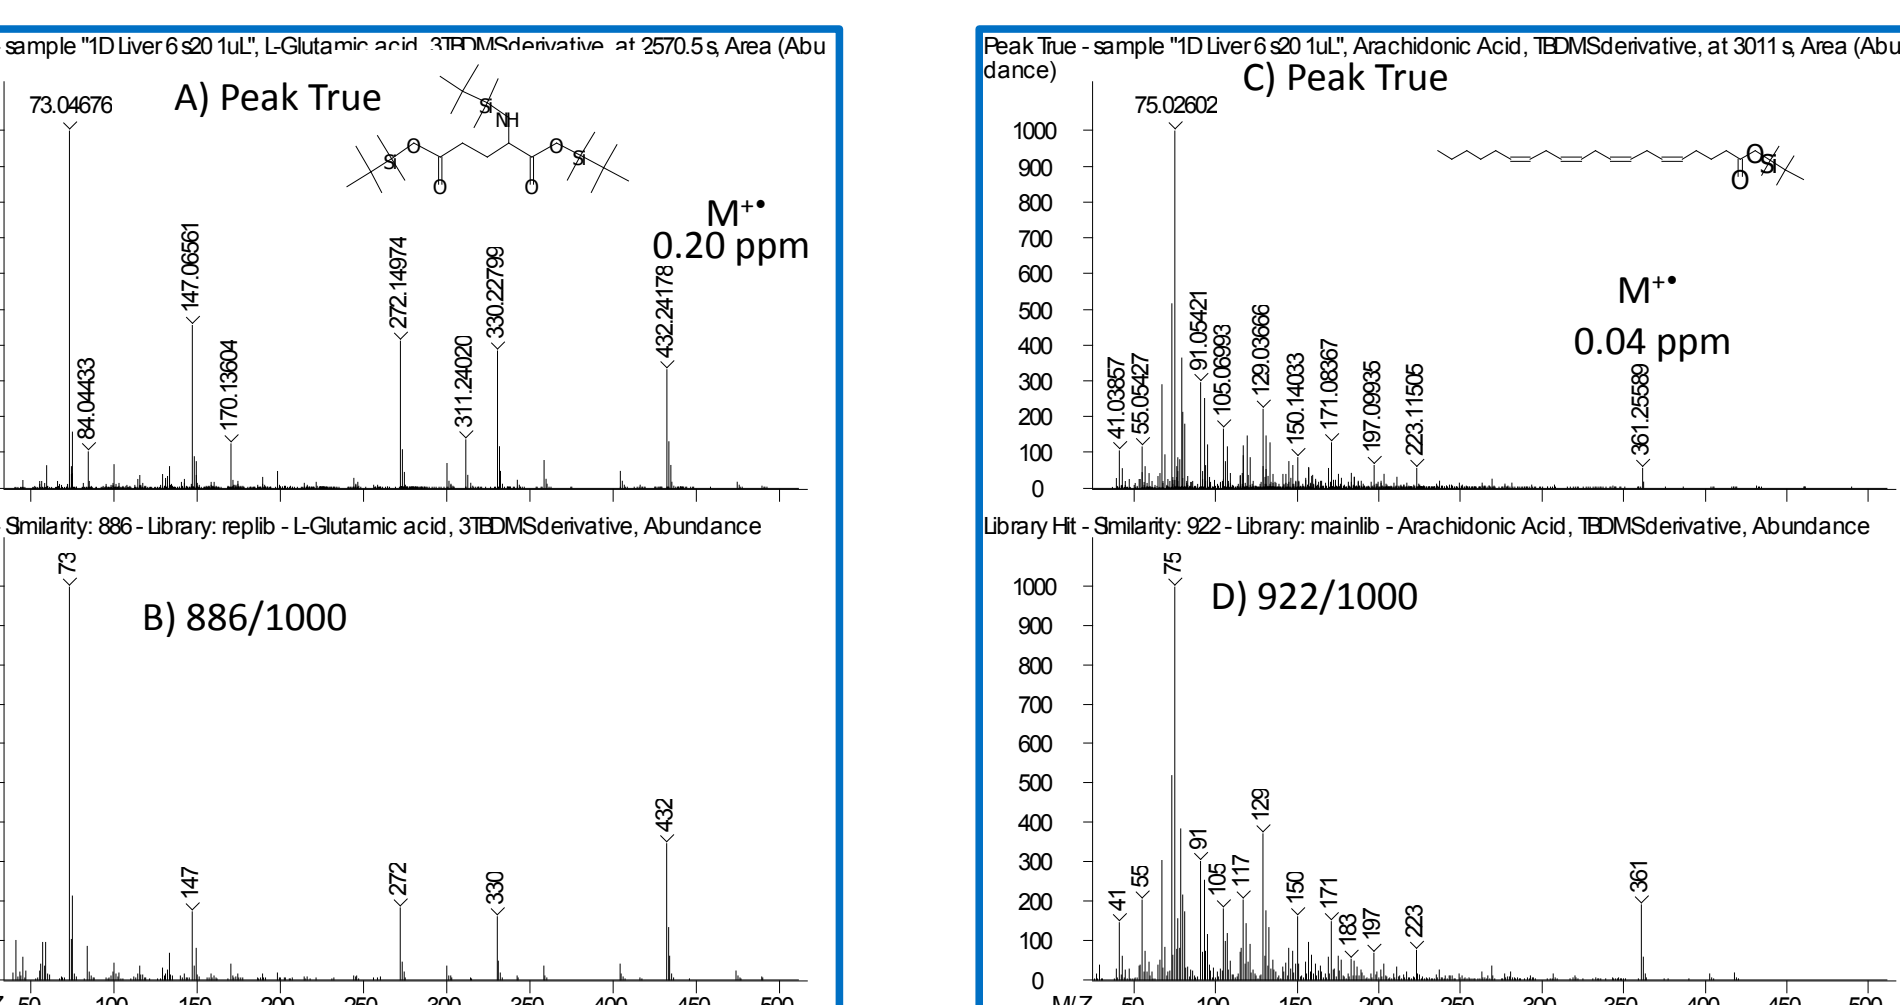 sample "1D Liver 6 s20 1uL", L-Glutamic acid, 3TBDMS derivative, at 2570.5 s, Area (Abu
A) Peak True
73.04676
Si
NH
O
Si
O
O
Si
O
M+•
0.20 ppm
84.04433
147.06561
170.13604
272.14974
311.24020
330.22799
432.24178
- Similarity: 886 - Library: replib - L-Glutamic acid, 3TBDMS derivative, Abundance
B) 886/1000
73
147
272
330
432
50 100 150 200 250 300 350 400 450 500
Peak True - sample "1D Liver 6 s20 1uL", Arachidonic Acid, TBDMS derivative, at 3011 s, Area (Abu
dance)
C) Peak True
75.02602
O
Si
O
M+•
0.04 ppm
1000
900
800
700
600
500
400
300
200
100
0
41.03857
55.05427
91.05421
105.06993
129.03666
150.14033
171.08367
197.09935
223.11505
361.25589
Library Hit - Similarity: 922 - Library: mainlib - Arachidonic Acid, TBDMS derivative, Abundance
D) 922/1000
1000
900
800
700
600
500
400
300
200
100
0
41
55
75
91
105
117
129
150
171
183
197
223
361
M/Z 50 100 150 200 250 300 350 400 450 500